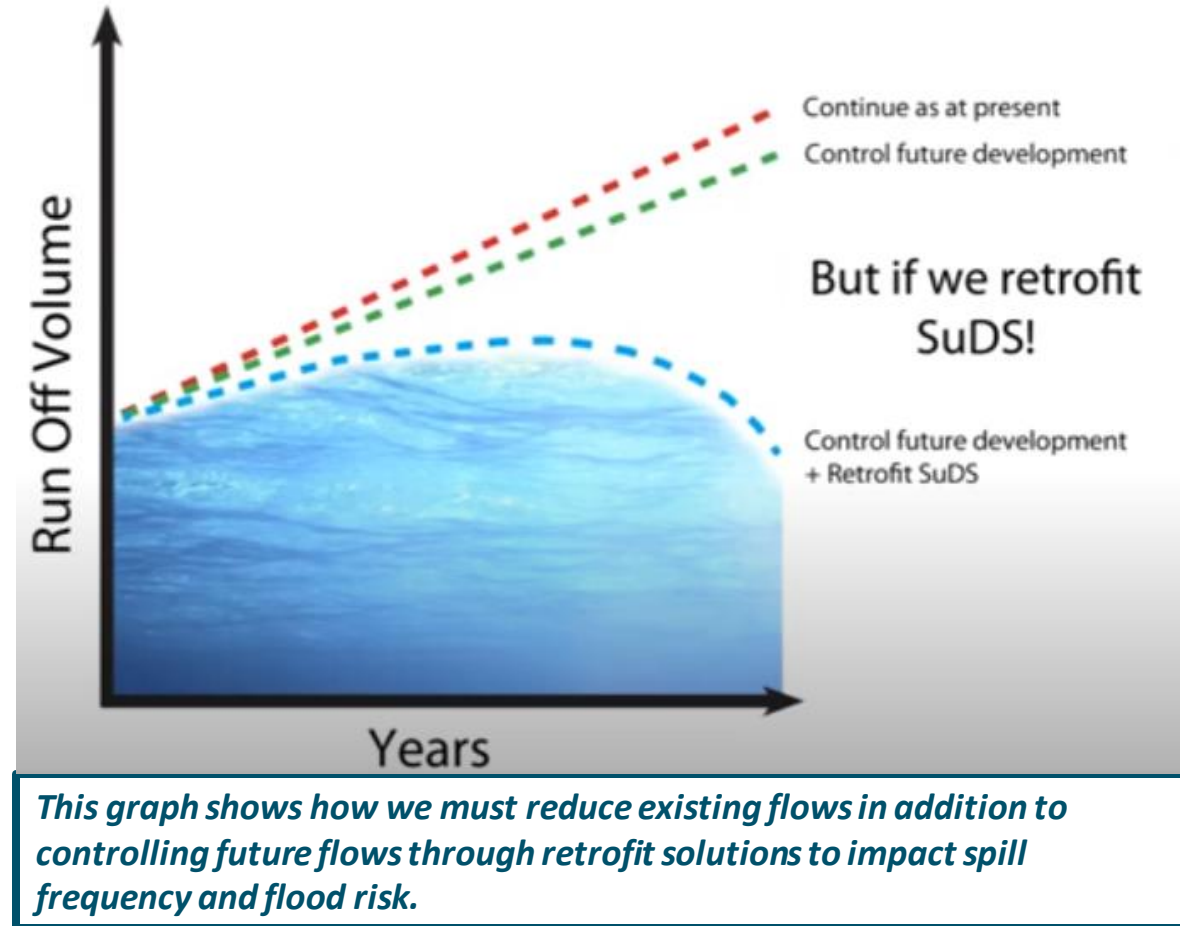 Run Off Volume
Continue as at present
Control future development
But if we retrofit
SuDS!
Control future development
+ Retrofit SuDS
Years
This graph shows how we must reduce existing flows in addition to
controlling future flows through retrofit solutions to impact spill
frequency and flood risk.